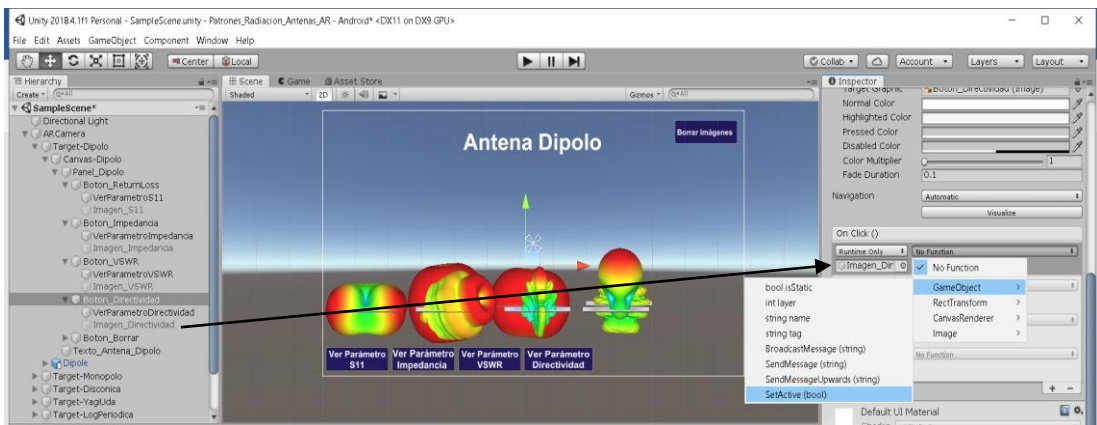 Unity 2018.4.1f1 Personal - SampleScene.unity - Patrones_Radiacion_Antenas_AR - Android* <DX11 on DX9 GPU>
File Edit Assets GameObject Component Window Help
Center Local Collab Account Layers Layout
Hierarchy
Create
SampleScene*
Directional Light
ARCamera
Target-Dipolo
Canvas-Dipolo
Panel_Dipolo
Boton_ReturnLoss
VerParametroS11
Imagen_S11
Boton_Impedancia
VerParametroImpedancia
Imagen_Impedancia
Boton_VSWR
VerParametroVSWR
Imagen_VSWR
Boton_Directividad
VerParametroDirectividad
Imagen_Directividad
Boton_Borrar
Texto_Antena_Dipolo
Dipole
Target-Monopolo
Target-Disconica
Target-YagiUda
Target-LogPeriodica
Scene Game Asset Store
Shaded 2D Gizmos
Antena Dipolo
Borrar Imágenes
Ver Parámetro S11
Ver Parámetro Impedancia
Ver Parámetro VSWR
Ver Parámetro Directividad
Inspector
Target Graphic Boton_Directividad (Image)
Normal Color
Highlighted Color
Pressed Color
Disabled Color
Color Multiplier 1
Fade Duration 0.1
Navigation Automatic
Visualize
On Click ()
Runtime Only No Function
Imagen_Dir No Function
GameObject
RectTransform
CanvasRenderer
Image
bool isStatic
int layer
string name
string tag
BroadcastMessage (string)
SendMessage (string)
SendMessageUpwards (string)
SetActive (bool)
No Function
Default UI Material